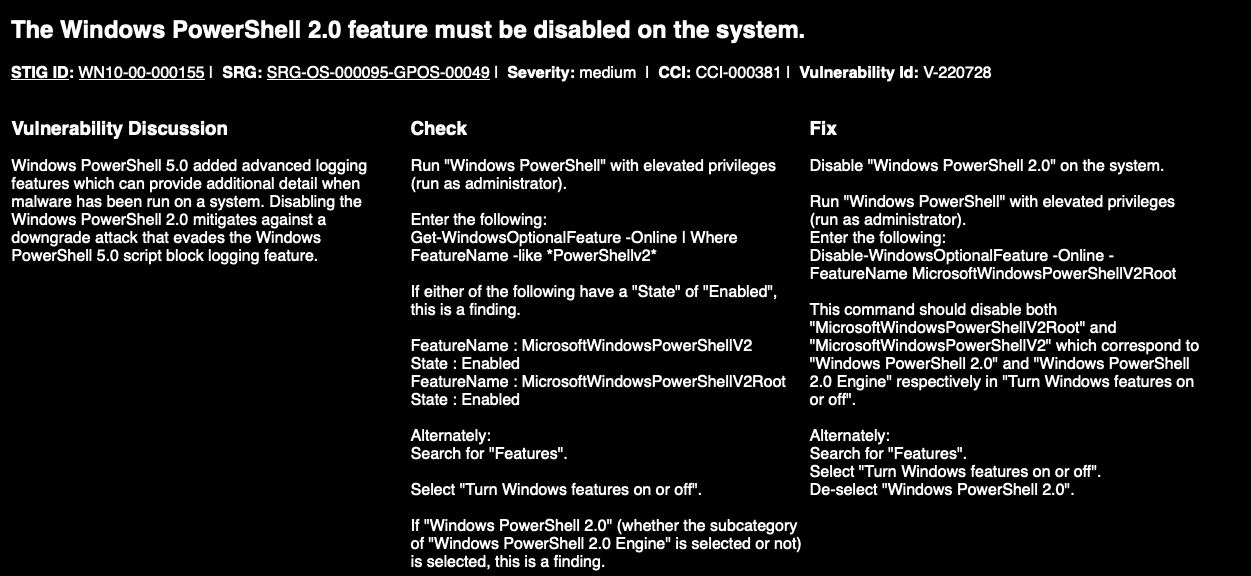 The Windows PowerShell 2.0 feature must be disabled on the system.
STIG ID: WN10-00-000155 | SRG: SRG-OS-000095-GPOS-00049 | Severity: medium | CCI: CCI-000381 | Vulnerability Id: V-220728
Vulnerability Discussion
Windows PowerShell 5.0 added advanced logging
features which can provide additional detail when
malware has been run on a system. Disabling the
Windows PowerShell 2.0 mitigates against a
downgrade attack that evades the Windows
PowerShell 5.0 script block logging feature.
Check
Run "Windows PowerShell" with elevated privileges
(run as administrator).
Enter the following:
Get-WindowsOptionalFeature -Online | Where
FeatureName -like *PowerShellv2*
If either of the following have a "State" of "Enabled",
this is a finding.
FeatureName : MicrosoftWindowsPowerShellV2
State : Enabled
FeatureName : MicrosoftWindowsPowerShellV2Root
State : Enabled
Alternately:
Search for "Features".
Select "Turn Windows features on or off".
If "Windows PowerShell 2.0" (whether the subcategory
of "Windows PowerShell 2.0 Engine" is selected or not)
is selected, this is a finding.
Fix
Disable "Windows PowerShell 2.0" on the system.
Run "Windows PowerShell" with elevated privileges
(run as administrator).
Enter the following:
Disable-WindowsOptionalFeature -Online -
FeatureName MicrosoftWindowsPowerShellV2Root
This command should disable both
"MicrosoftWindowsPowerShellV2Root" and
"MicrosoftWindowsPowerShellV2" which correspond to
"Windows PowerShell 2.0" and "Windows PowerShell
2.0 Engine" respectively in "Turn Windows features on
or off".
Alternately:
Search for "Features".
Select "Turn Windows features on or off".
De-select "Windows PowerShell 2.0".